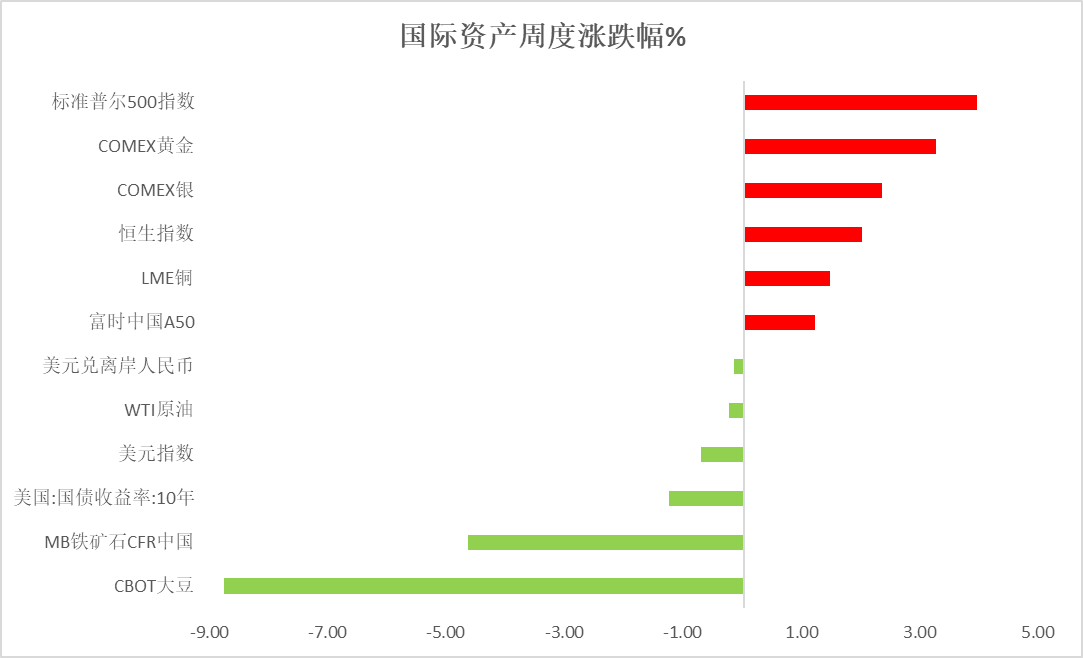 国际资产周度涨跌幅%
标准普尔500指数
COMEX黄金
COMEX银
恒生指数
LME铜
富时中国A50
美元兑离岸人民币
WTI原油
美元指数
美国:国债收益率:10年
MB铁矿石CFR中国
CBOT大豆
-9.00 -7.00 -5.00 -3.00 -1.00 1.00 3.00 5.00